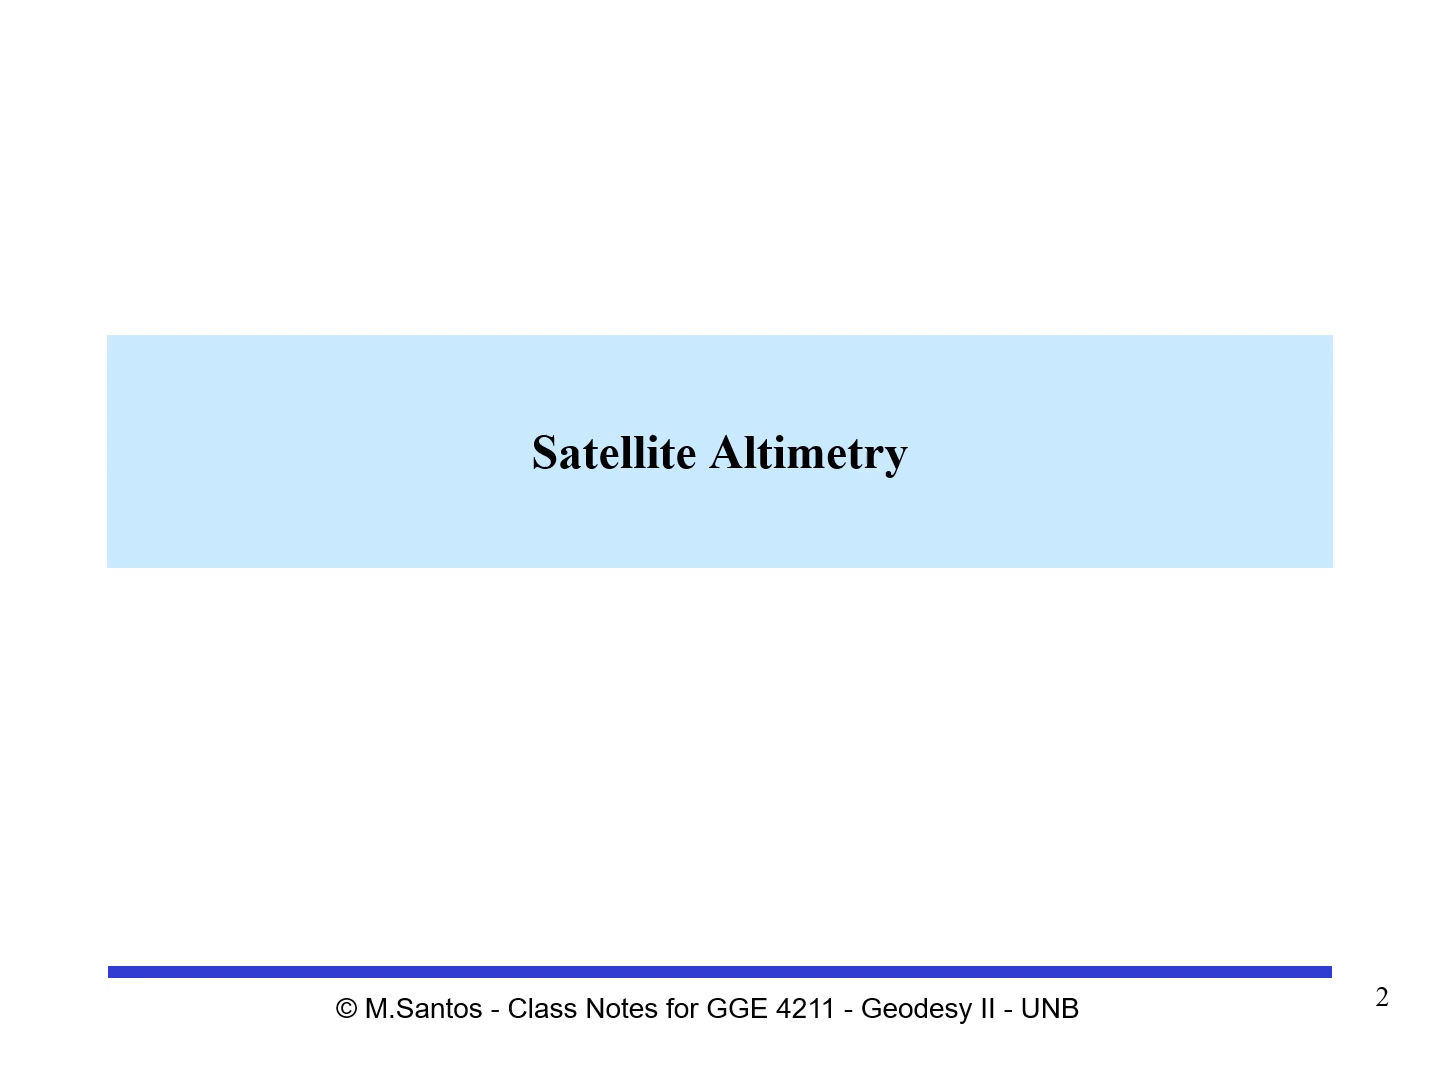 Satellite Altimetry
© M.Santos - Class Notes for GGE 4211 - Geodesy II - UNB
2